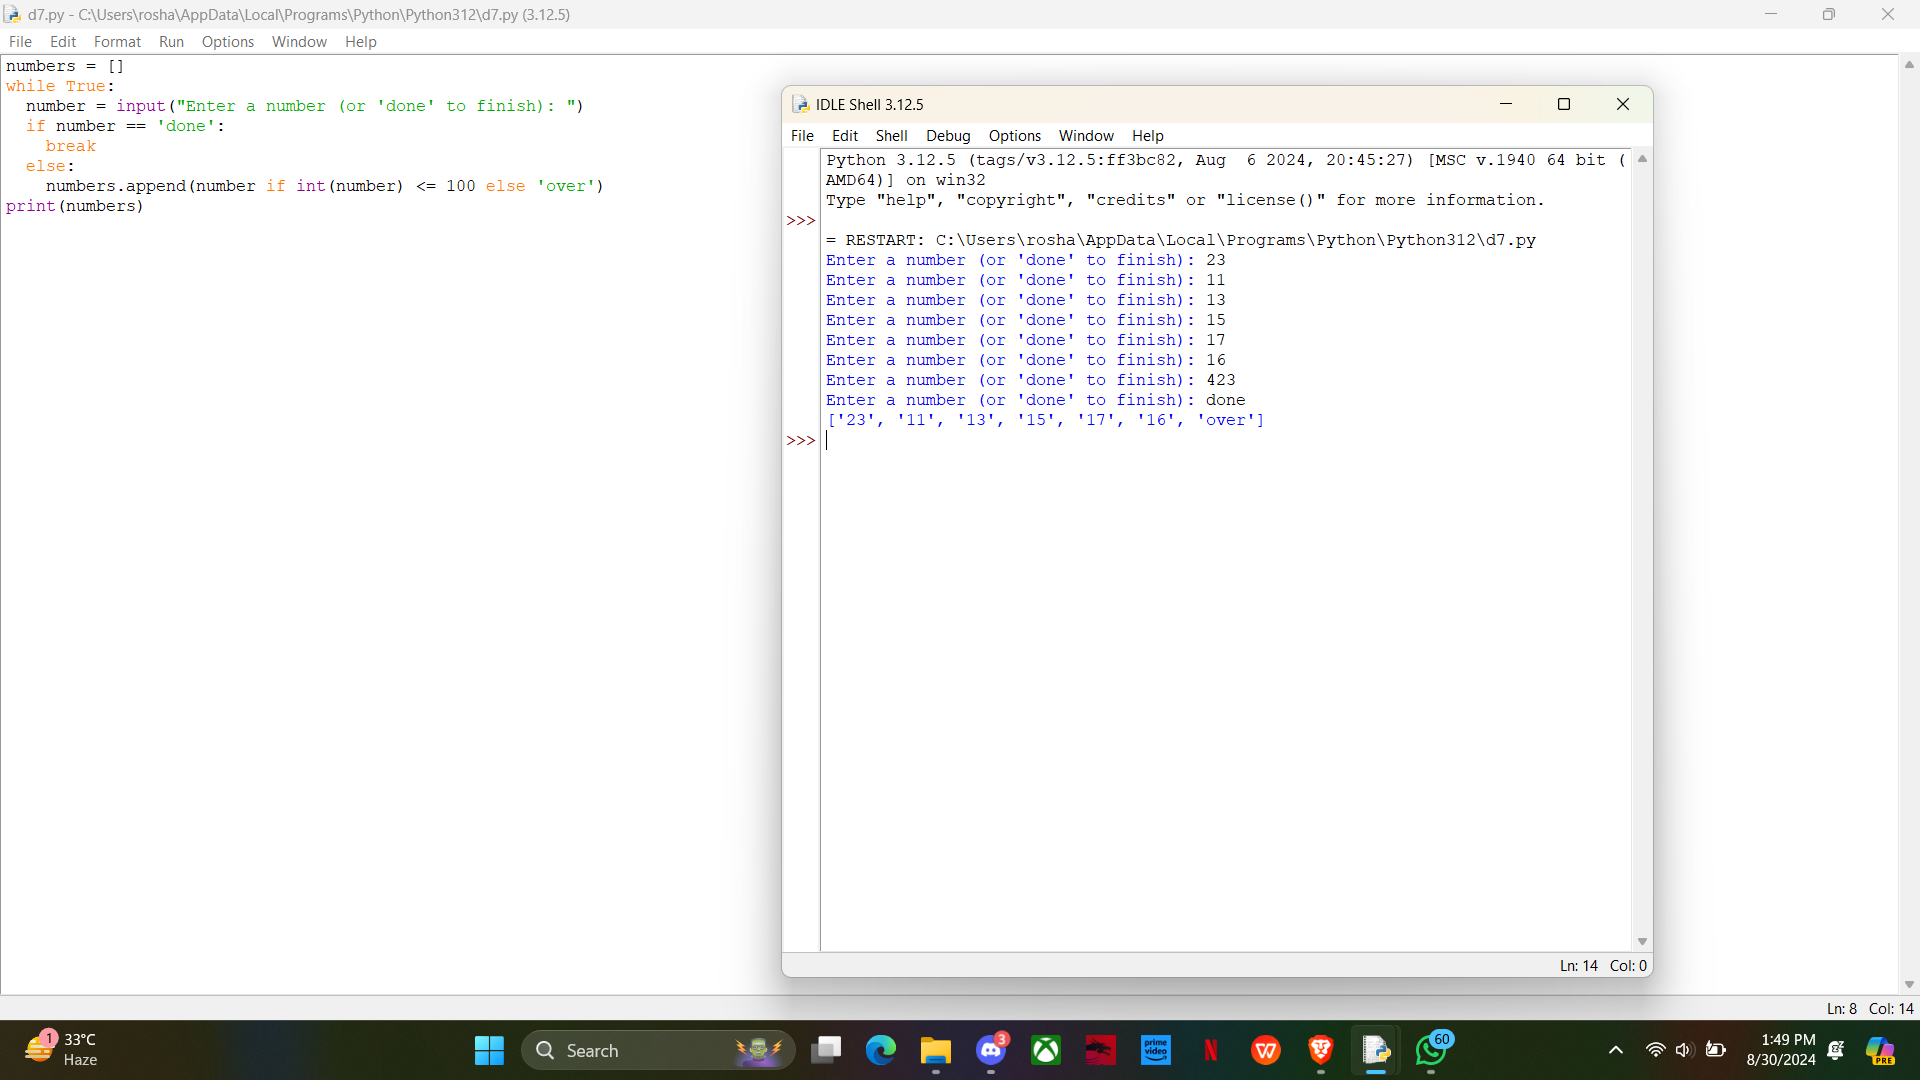 d7.py - C:\Users\rosha\AppData\Local\Programs\Python\Python312\d7.py (3.12.5)
File Edit Format Run Options Window Help
numbers = []
while True:
  number = input("Enter a number (or 'done' to finish): ")
  if number == 'done':
    break
  else:
    numbers.append(number if int(number) <= 100 else 'over')
print(numbers)
IDLE Shell 3.12.5
File Edit Shell Debug Options Window Help
Python 3.12.5 (tags/v3.12.5:ff3bc82, Aug  6 2024, 20:45:27) [MSC v.1940 64 bit (
AMD64)] on win32
Type "help", "copyright", "credits" or "license()" for more information.
>>>
= RESTART: C:\Users\rosha\AppData\Local\Programs\Python\Python312\d7.py
Enter a number (or 'done' to finish): 23
Enter a number (or 'done' to finish): 11
Enter a number (or 'done' to finish): 13
Enter a number (or 'done' to finish): 15
Enter a number (or 'done' to finish): 17
Enter a number (or 'done' to finish): 16
Enter a number (or 'done' to finish): 423
Enter a number (or 'done' to finish): done
['23', '11', '13', '15', '17', '16', 'over']
>>>
Ln: 14 Col: 0
Ln: 8 Col: 14
1
33°C
Haze
Search
3
prime video
N
W
60
1:49 PM
8/30/2024
PRE